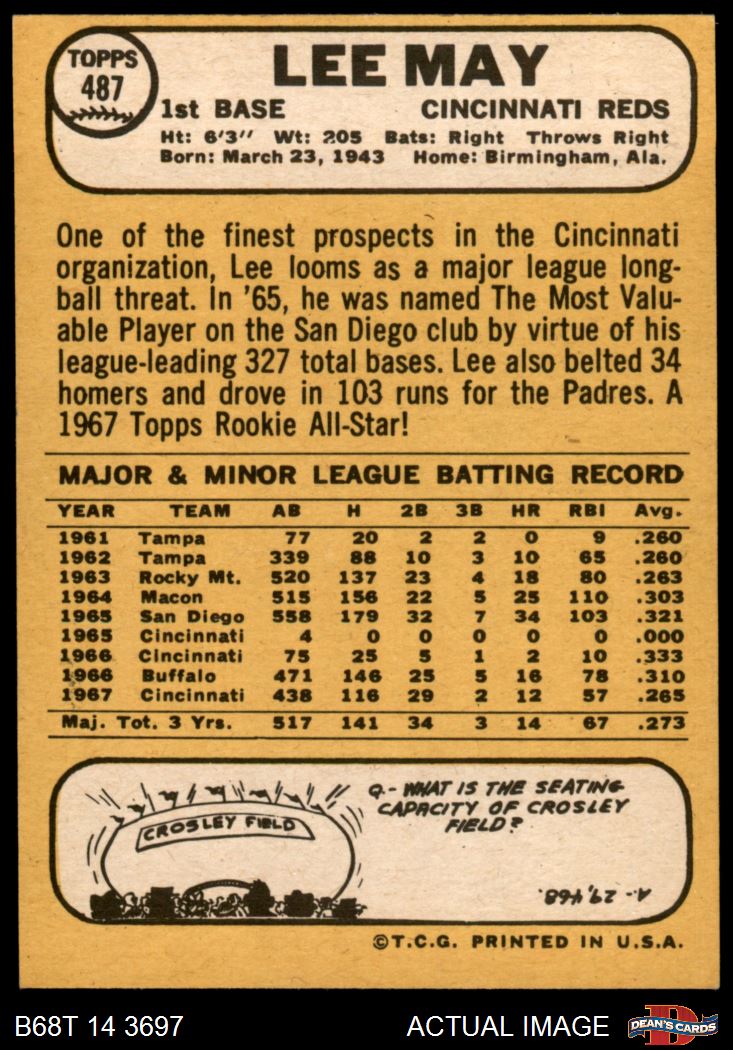 TOPPS
487
LEE MAY
1st BASE CINCINNATI REDS
Ht: 6'3" Wt: 205 Bats: Right Throws Right
Born: March 23, 1943 Home: Birmingham, Ala.
One of the finest prospects in the Cincinnati
organization, Lee looms as a major league long-
ball threat. In '65, he was named The Most Valu-
able Player on the San Diego club by virtue of his
league-leading 327 total bases. Lee also belted 34
homers and drove in 103 runs for the Padres. A
1967 Topps Rookie All-Star!
MAJOR & MINOR LEAGUE BATTING RECORD
YEAR TEAM AB H 2B 3B HR RBI Avg.
1961 Tampa 77 20 2 2 0 9 .260
1962 Tampa 339 88 10 3 10 65 .260
1963 Rocky Mt. 520 137 23 4 18 80 .263
1964 Macon 515 156 22 5 25 110 .303
1965 San Diego 558 179 32 7 34 103 .321
1965 Cincinnati 4 0 0 0 0 0 .000
1966 Cincinnati 75 25 5 1 2 10 .333
1966 Buffalo 471 146 25 5 16 78 .310
1967 Cincinnati 438 116 29 2 12 57 .265
Maj. Tot. 3 Yrs. 517 141 34 3 14 67 .273
CROSLEY FIELD
Q.- WHAT IS THE SEATING
CAPACITY OF CROSLEY
FIELD?
A.- 29,468.
©T.C.G. PRINTED IN U.S.A.
B68T 14 3697 ACTUAL IMAGE DEAN'S CARDS